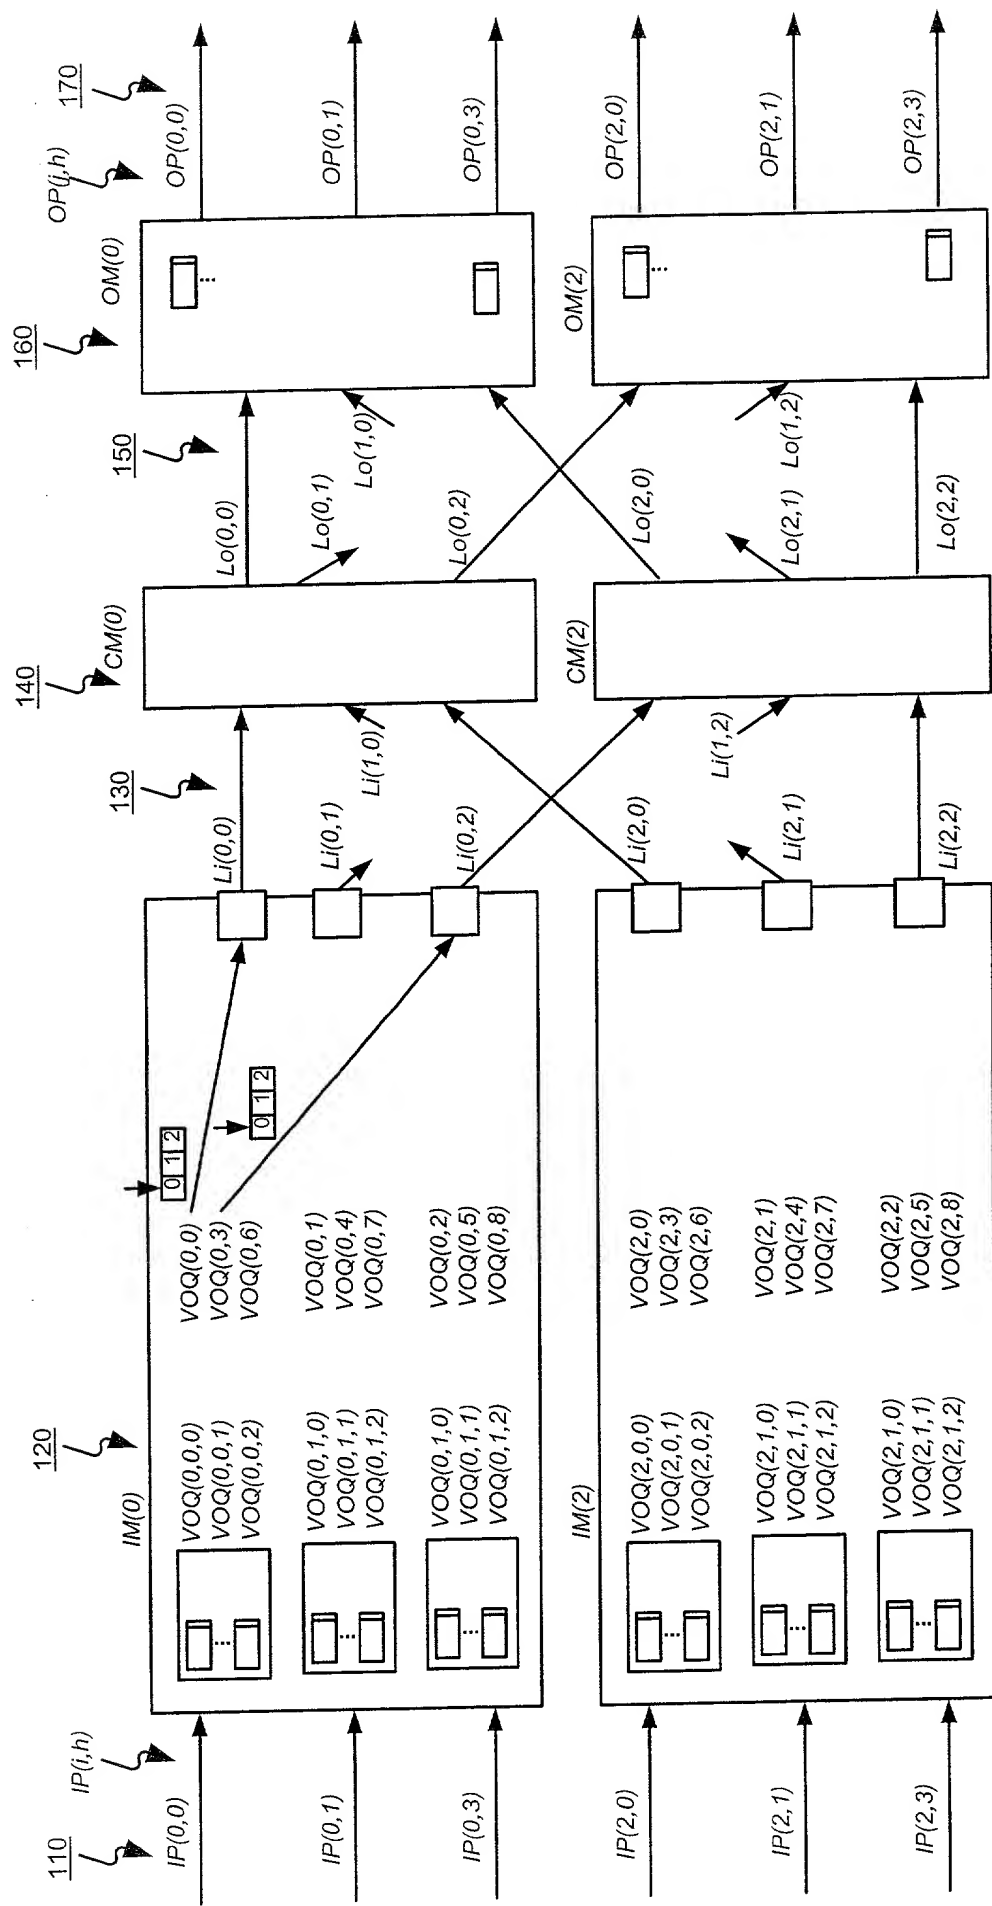 110
IP(i,h)
IP(0,0)
IP(0,1)
IP(0,3)
IP(2,0)
IP(2,1)
IP(2,3)
120
IM(0)
VOQ(0,0,0)
VOQ(0,0,1)
VOQ(0,0,2)
VOQ(0,1,0)
VOQ(0,1,1)
VOQ(0,1,2)
VOQ(0,1,0)
VOQ(0,1,1)
VOQ(0,1,2)
VOQ(0,0)
VOQ(0,3)
VOQ(0,6)
VOQ(0,1)
VOQ(0,4)
VOQ(0,7)
VOQ(0,2)
VOQ(0,5)
VOQ(0,8)
0 1 2
0 1 2
IM(2)
VOQ(2,0,0)
VOQ(2,0,1)
VOQ(2,0,2)
VOQ(2,1,0)
VOQ(2,1,1)
VOQ(2,1,2)
VOQ(2,1,0)
VOQ(2,1,1)
VOQ(2,1,2)
VOQ(2,0)
VOQ(2,3)
VOQ(2,6)
VOQ(2,1)
VOQ(2,4)
VOQ(2,7)
VOQ(2,2)
VOQ(2,5)
VOQ(2,8)
130
Li(0,0)
Li(0,1)
Li(0,2)
Li(2,0)
Li(2,1)
Li(2,2)
Li(1,0)
Li(1,2)
140
CM(0)
CM(2)
150
Lo(0,0)
Lo(0,1)
Lo(0,2)
Lo(2,0)
Lo(2,1)
Lo(2,2)
Lo(1,0)
Lo(1,2)
160
OM(0)
OM(2)
170
OP(j,h)
OP(0,0)
OP(0,1)
OP(0,3)
OP(2,0)
OP(2,1)
OP(2,3)